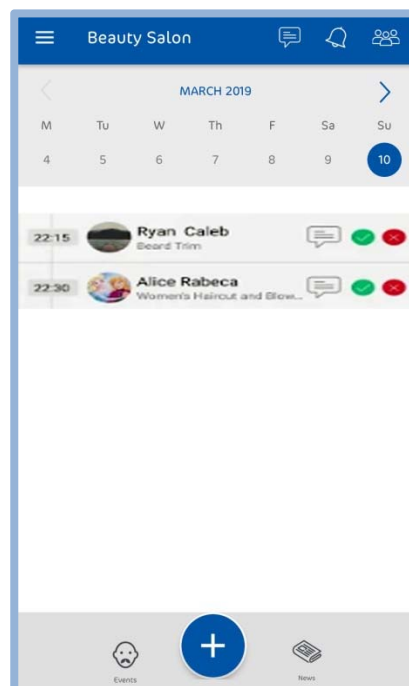 Beauty Salon
MARCH 2019
M Tu W Th F Sa Su
4 5 6 7 8 9 10
22:15 Ryan Caleb
Beard Trim
22:30 Alice Rabeca
Women's Haircut and Blow...
Events News